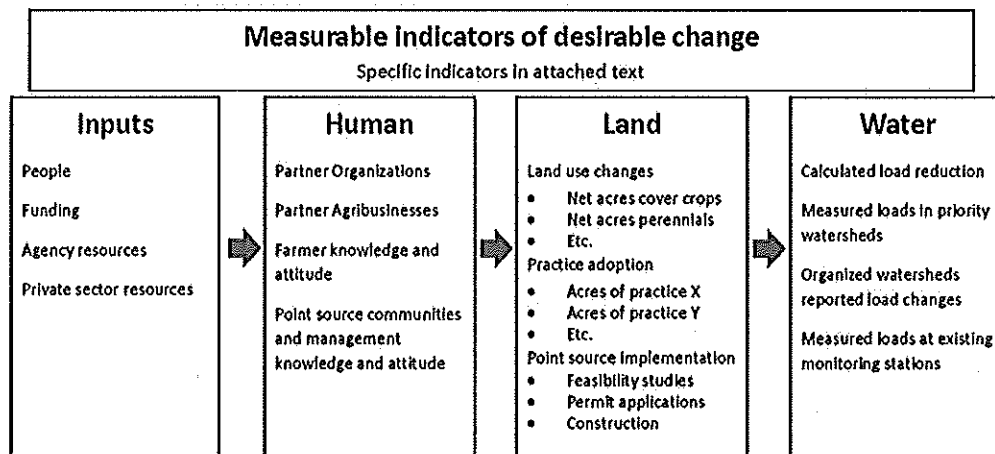 Measurable indicators of desirable change
Specific indicators in attached text
Inputs
People
Funding
Agency resources
Private sector resources
Human
Partner Organizations
Partner Agribusinesses
Farmer knowledge and
attitude
Point source communities
and management
knowledge and attitude
Land
Land use changes
• Net acres cover crops
• Net acres perennials
• Etc.
Practice adoption
• Acres of practice X
• Acres of practice Y
• Etc.
Point source implementation
• Feasibility studies
• Permit applications
• Construction
Water
Calculated load reduction
Measured loads in priority
watersheds
Organized watersheds
reported load changes
Measured loads at existing
monitoring stations